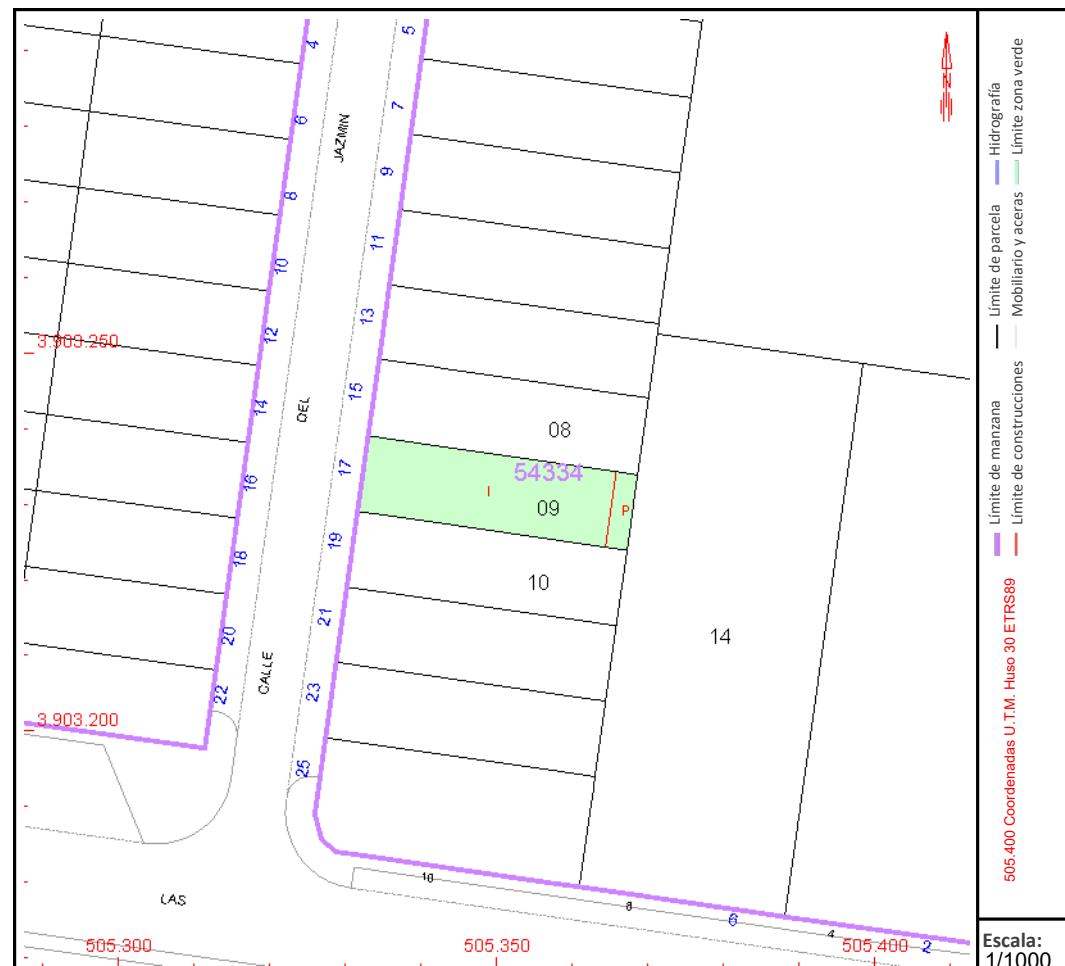 4
5
6
7
JAZMIN
8
9
10
11
12
13
3.903.250
14
15
DEL
08
16
17
54334
I
09
P
18
19
10
20
21
14
22
23
CALLE
3.903.200
25
LAS
10
8
6
4
2
505.300
505.350
505.400
N
Hidrografía
Límite zona verde
Límite de parcela
Mobiliario y aceras
Límite de manzana
Límite de construcciones
505.400 Coordenadas U.T.M. Huso 30 ETRS89
Escala:
1/1000